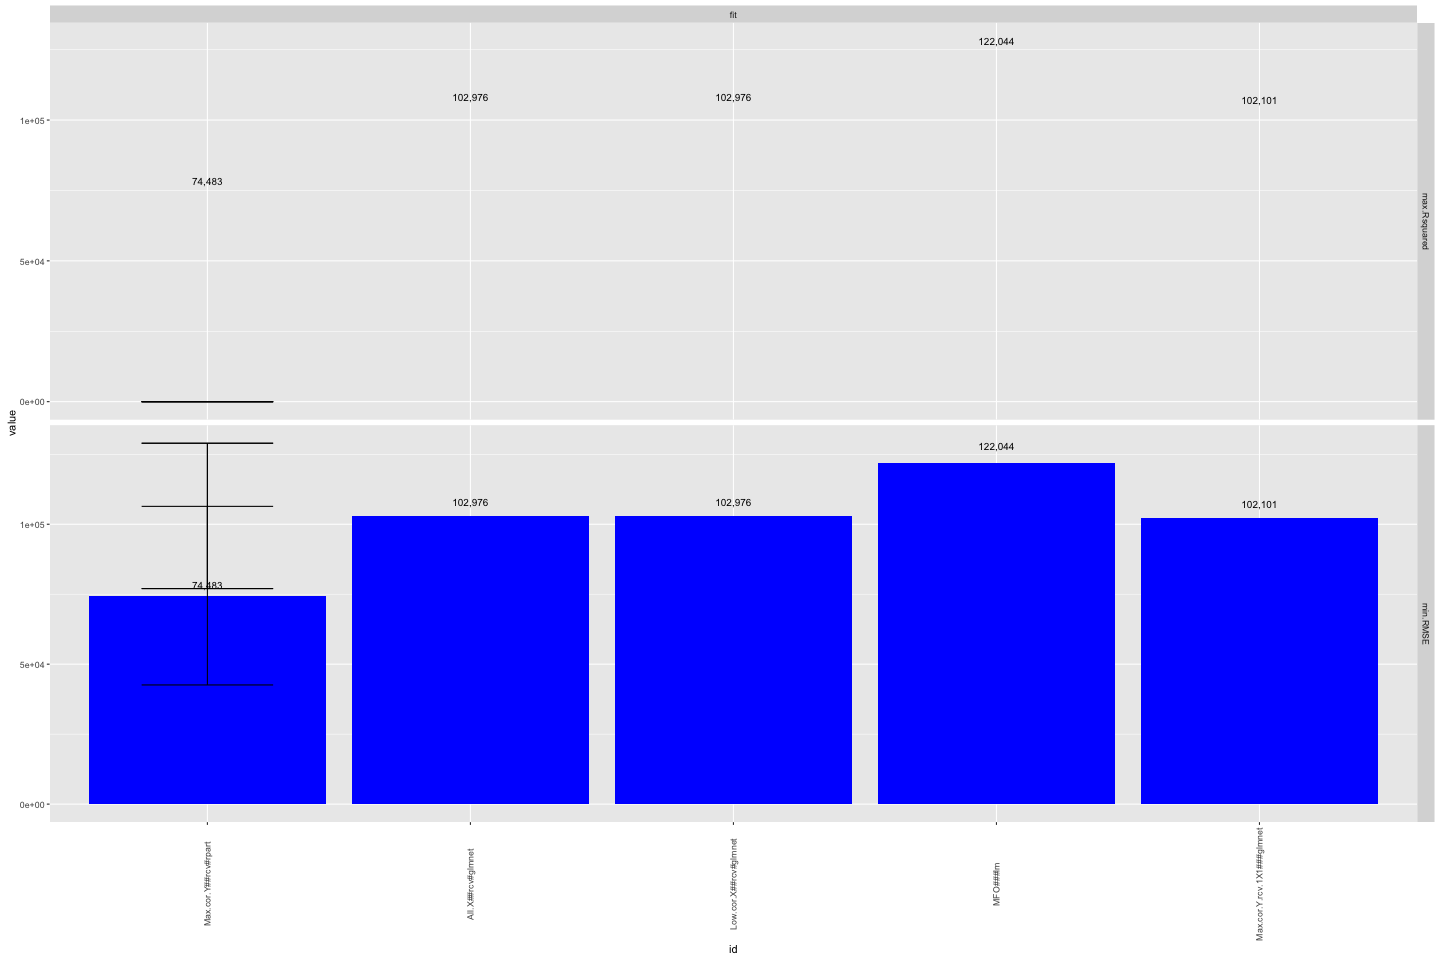 fit
122,044
102,976
102,976
102,101
1e+05
74,483
max.Rsquared
5e+04
0e+00
value
122,044
102,976
102,976
102,101
1e+05
74,483
min.RMSE
5e+04
0e+00
Max.cor.Y##rcv#rpart
All.X##rcv#glmnet
Low.cor.X##rcv#glmnet
MFO###lm
Max.cor.Y.rcv.1X1###glmnet
id